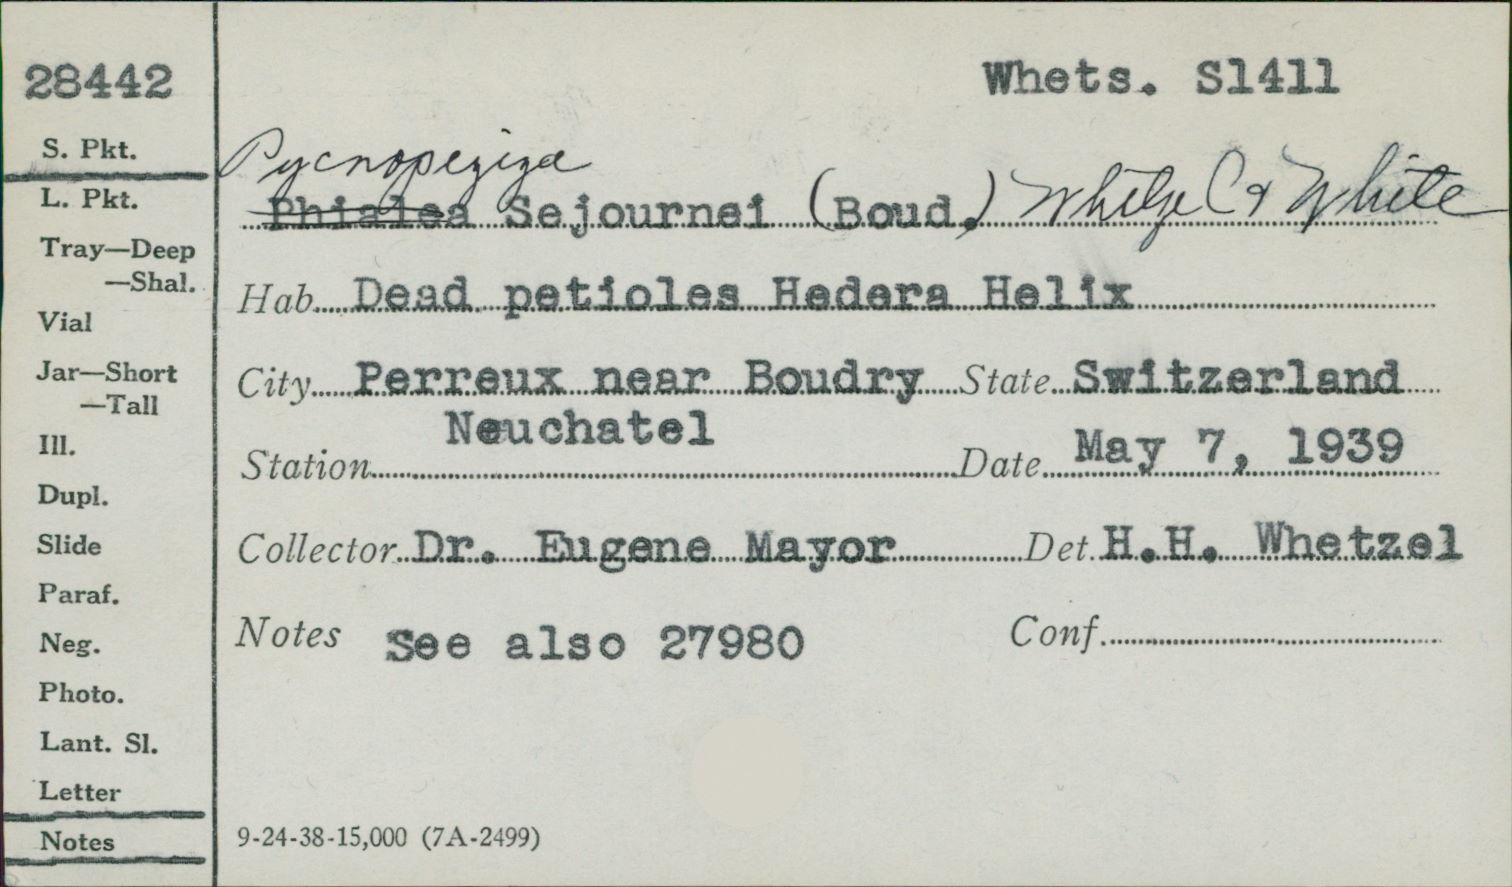 28442
Whets. S1411
S. Pkt.
L. Pkt.
Tray—Deep
—Shal.
Vial
Jar—Short
—Tall
Ill.
Dupl.
Slide
Paraf.
Neg.
Photo.
Lant. Sl.
Letter
Notes
Pycnopeziza
Phialea Sejournei (Boud.) Whetzel & White
Hab. Dead petioles Hedera Helix
City Perreux near Boudry State Switzerland
Neuchatel
Station Date May 7, 1939
Collector Dr. Eugene Mayor Det H.H. Whetzel
Notes See also 27980 Conf.
9-24-38-15,000 (7A-2499)